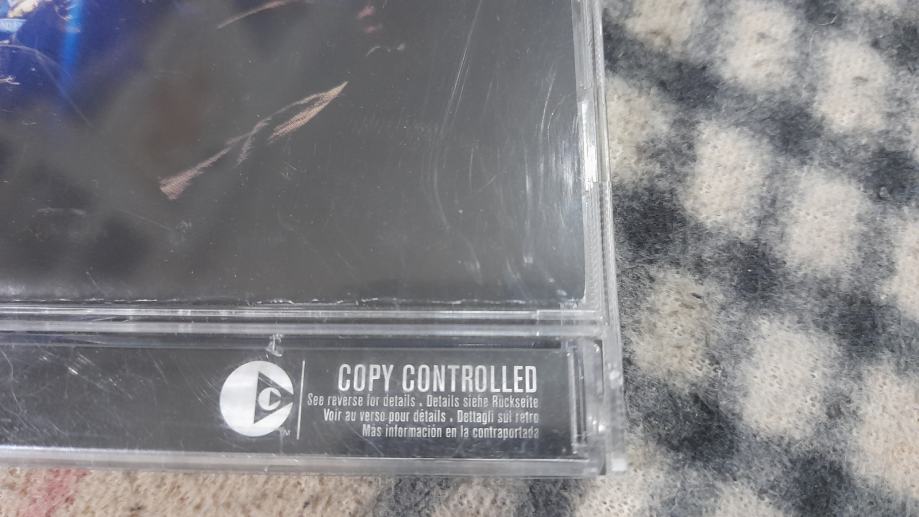 COPY CONTROLLED
See reverse for details . Details siehe Rückseite
Voir au verso pour détails . Dettagli sul retro
Mas información en la contraportada
TM